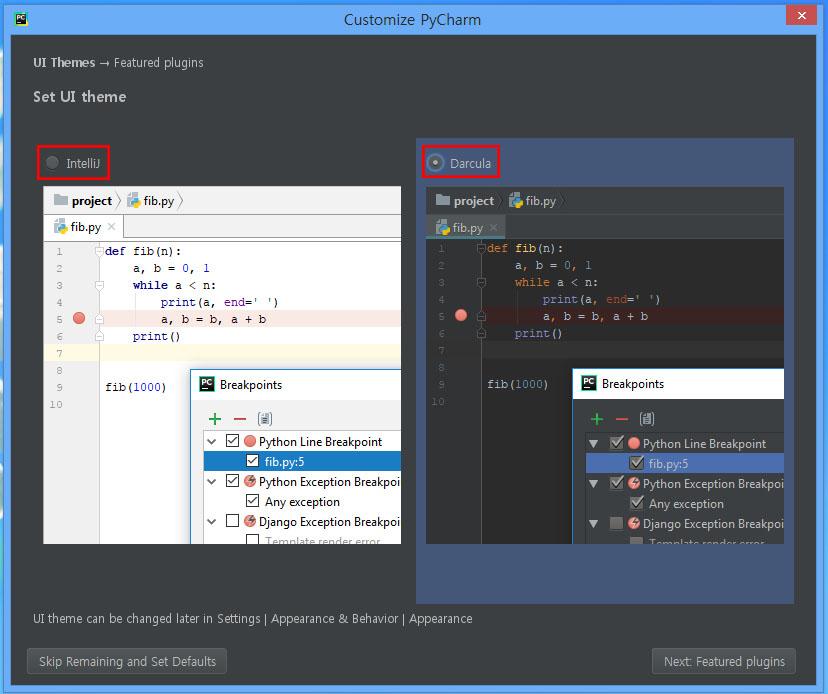 PC
Customize PyCharm
UI Themes → Featured plugins
Set UI theme
IntelliJ
project
fib.py
fib.py
1 def fib(n):
2 a, b = 0, 1
3 while a < n:
4 print(a, end=' ')
5 a, b = b, a + b
6 print()
7
8
9 fib(1000)
10
PC Breakpoints
Python Line Breakpoint
fib.py:5
Python Exception Breakpoi
Any exception
Django Exception Breakpoi
Template render error
Darcula
project
fib.py
fib.py
1 def fib(n):
2 a, b = 0, 1
3 while a < n:
4 print(a, end=' ')
5 a, b = b, a + b
6 print()
7
8
9 fib(1000)
10
PC Breakpoints
Python Line Breakpoint
fib.py:5
Python Exception Breakpoi
Any exception
Django Exception Breakpoi
Template render error
UI theme can be changed later in Settings | Appearance & Behavior | Appearance
Skip Remaining and Set Defaults
Next: Featured plugins